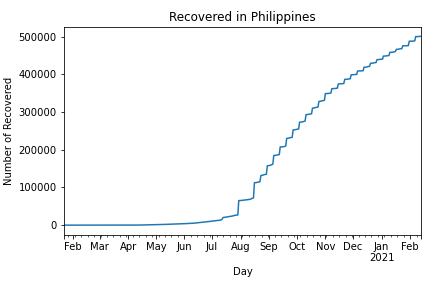 Recovered in Philippines
500000
400000
300000
200000
100000
0
Number of Recovered
Feb Mar Apr May Jun Jul Aug Sep Oct Nov Dec Jan Feb
2021
Day